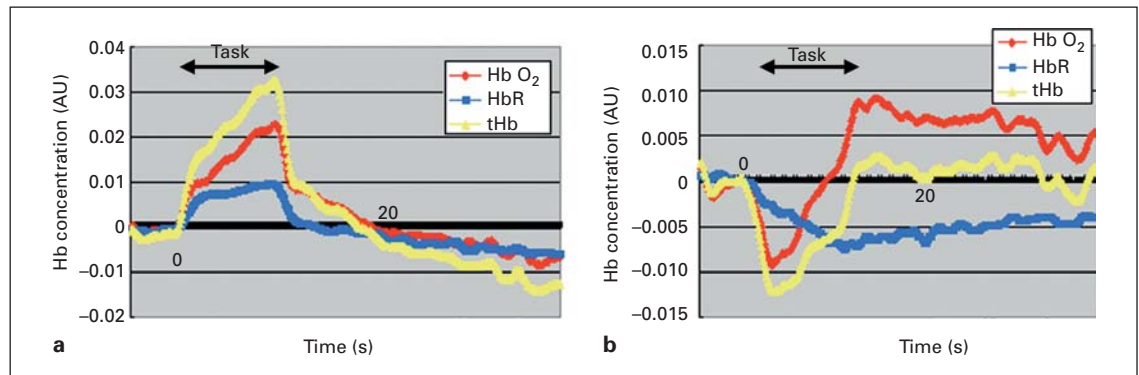 0.04
0.03
0.02
0.01
0
–0.01
–0.02
Hb concentration (AU)
Task
Hb O2
HbR
tHb
0
20
a
Time (s)
0.015
0.010
0.005
0
–0.005
–0.010
–0.015
Hb concentration (AU)
Task
Hb O2
HbR
tHb
0
20
b
Time (s)